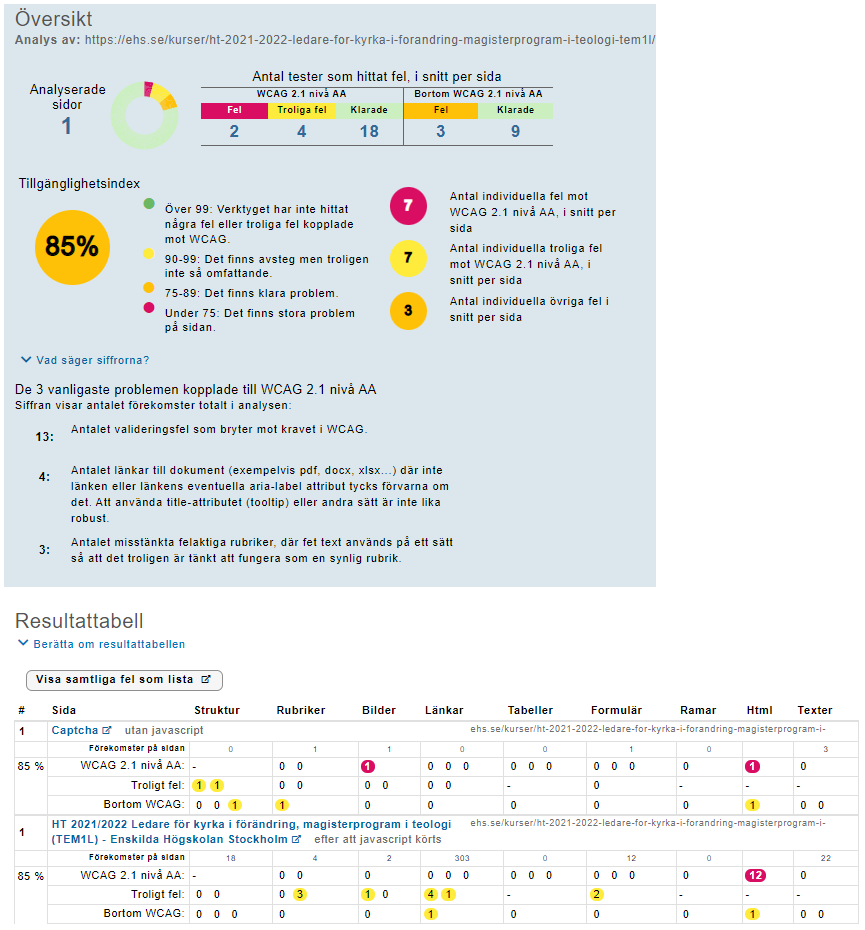 Översikt
Analys av: https://ehs.se/kurser/ht-2021-2022-ledare-for-kyrka-i-forandring-magisterprogram-i-teologi-tem1l/
Analyserade
sidor
1
Antal tester som hittat fel, i snitt per sida
WCAG 2.1 nivå AA Bortom WCAG 2.1 nivå AA
Fel Troliga fel Klarade Fel Klarade
2 4 18 3 9
Tillgänglighetsindex
85%
Över 99: Verktyget har inte hittat
några fel eller troliga fel kopplade
mot WCAG.
90-99: Det finns avsteg men troligen
inte så omfattande.
75-89: Det finns klara problem.
Under 75: Det finns stora problem
på sidan.
7
Antal individuella fel mot
WCAG 2.1 nivå AA, i snitt per
sida
7
Antal individuella troliga fel
mot WCAG 2.1 nivå AA, i
snitt per sida
3
Antal individuella övriga fel i
snitt per sida
Vad säger siffrorna?
De 3 vanligaste problemen kopplade till WCAG 2.1 nivå AA
Siffran visar antalet förekomster totalt i analysen:
13: Antalet valideringsfel som bryter mot kravet i WCAG.
4: Antalet länkar till dokument (exempelvis pdf, docx, xlsx...) där inte
länken eller länkens eventuella aria-label attribut tycks förvarna om
det. Att använda title-attributet (tooltip) eller andra sätt är inte lika
robust.
3: Antalet misstänkta felaktiga rubriker, där fet text används på ett sätt
så att det troligen är tänkt att fungera som en synlig rubrik.
Resultattabell
Berätta om resultattabellen
Visa samtliga fel som lista
# Sida Struktur Rubriker Bilder Länkar Tabeller Formulär Ramar Html Texter
1 Captcha utan javascript ehs.se/kurser/ht-2021-2022-ledare-for-kyrka-i-forandring-magisterprogram-i-
Förekomster på sidan 0 1 1 0 0 1 0 3
85 % WCAG 2.1 nivå AA: - 0 0 1 0 0 0 0 0 0 0 0 0 0 1 0
Troligt fel: 1 1 0 0 0 0 0 0 - 0 - - -
Bortom WCAG: 0 0 1 1 0 0 0 0 1 0 0
1 HT 2021/2022 Ledare för kyrka i förändring, magisterprogram i teologi ehs.se/kurser/ht-2021-2022-ledare-for-kyrka-i-forandring-magisterprogram-i-
(TEM1L) - Enskilda Högskolan Stockholm efter att javascript körts
Förekomster på sidan 18 4 2 303 0 12 0 22
85 % WCAG 2.1 nivå AA: - 0 0 0 0 0 0 0 0 0 0 0 0 0 12 0
Troligt fel: 0 0 0 3 1 0 4 1 - 2 - - -
Bortom WCAG: 0 0 0 0 1 0 0 0 1 0 0